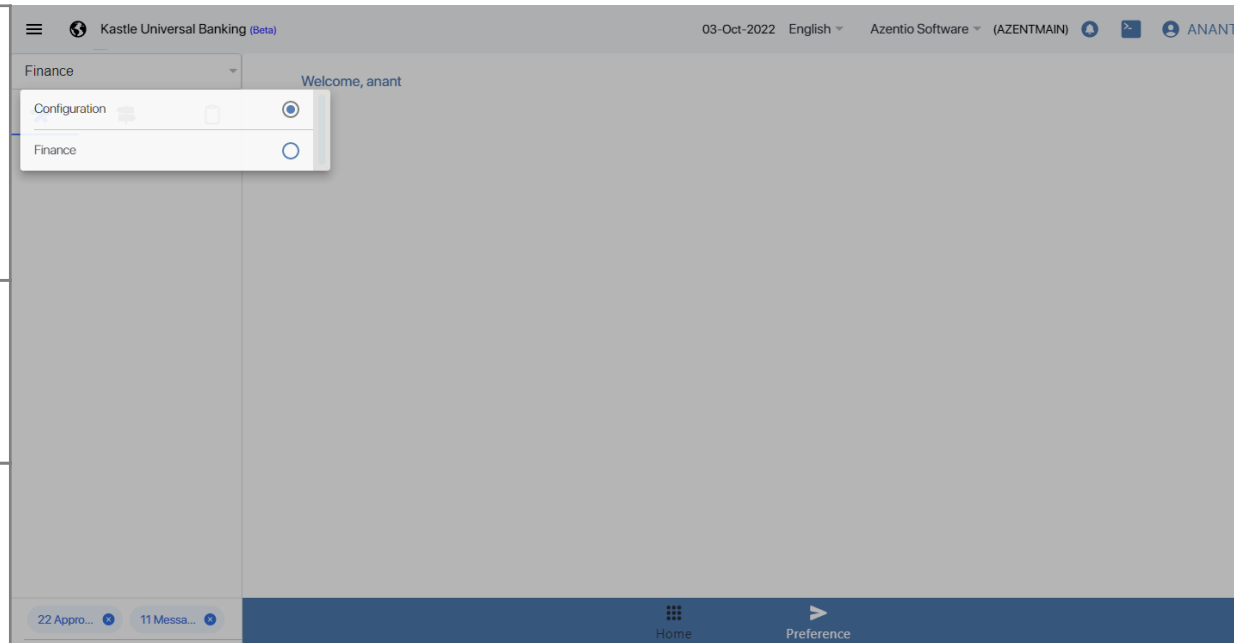 Kastle Universal Banking (Beta)
03-Oct-2022 English Azentio Software (AZENTMAIN) ANANT
Finance
Welcome, anant
Configuration
Finance
22 Appro... 11 Messa...
Home
Preference